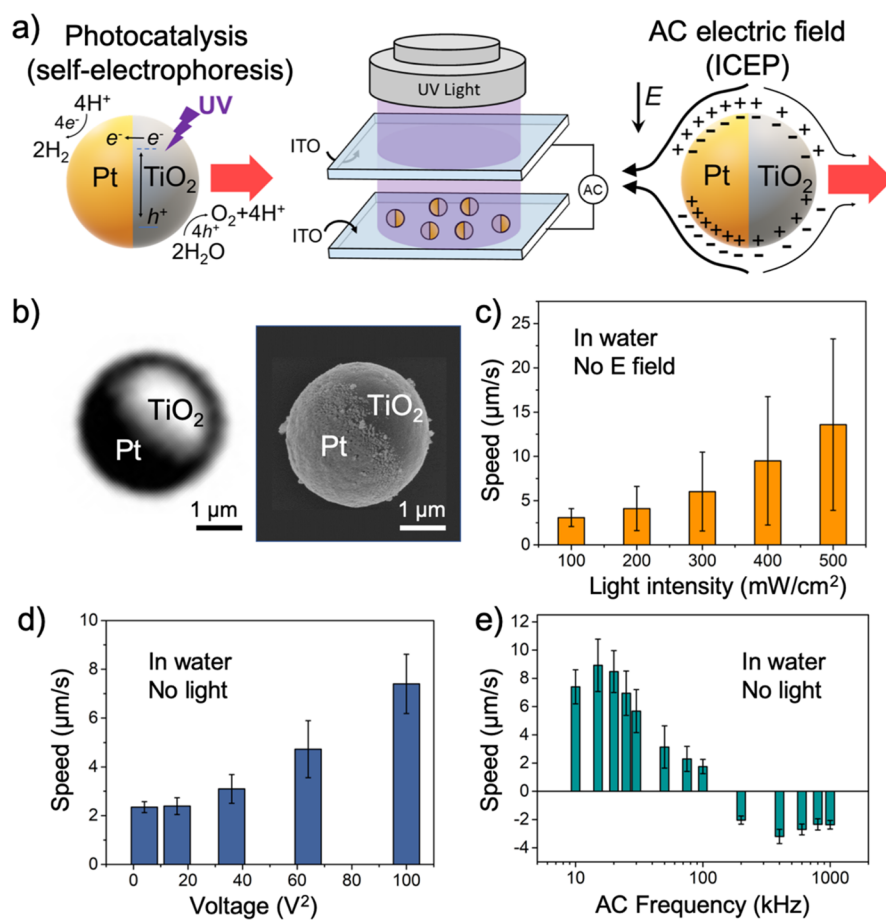 a)
Photocatalysis
(self-electrophoresis)
4H⁺
4e⁻
2H₂
e⁻
e⁻
UV
Pt
TiO₂
h⁺
O₂+4H⁺
4h⁺
2H₂O
UV Light
ITO
ITO
AC
AC electric field
(ICEP)
E
+ + + + + + +
- - - - - - -
Pt
TiO₂
+ + + + + + +
- - - - - - -
b)
TiO₂
Pt
1 µm
TiO₂
Pt
1 µm
c)
In water
No E field
Speed (µm/s)
25
20
15
10
5
0
100 200 300 400 500
Light intensity (mW/cm²)
d)
In water
No light
Speed (µm/s)
10
8
6
4
2
0
0 20 40 60 80 100
Voltage (V²)
e)
In water
No light
Speed (µm/s)
12
10
8
6
4
2
0
-2
-4
10 100 1000
AC Frequency (kHz)